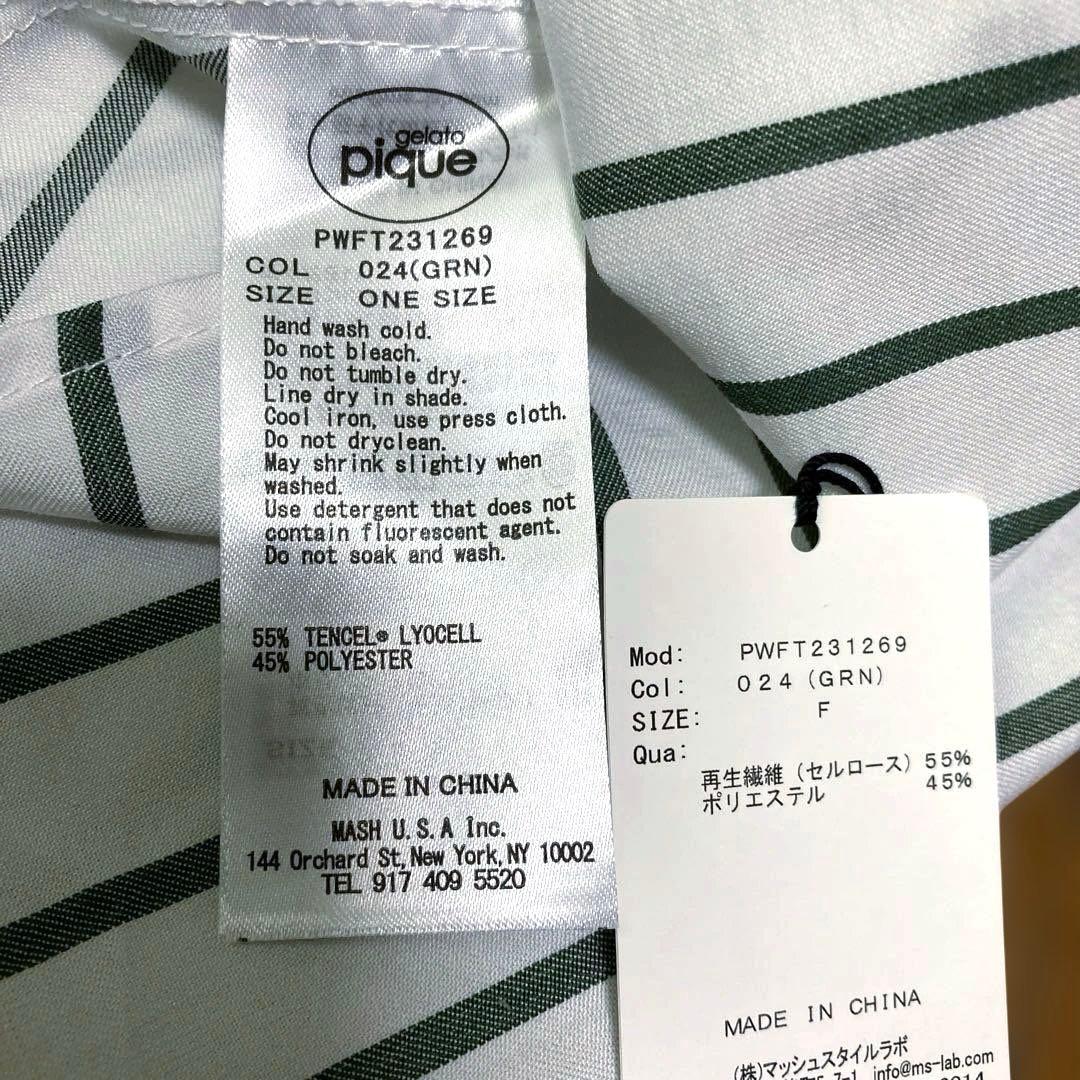 gelato
pique
PWFT231269
COL 024(GRN)
SIZE ONE SIZE
Hand wash cold.
Do not bleach.
Do not tumble dry.
Line dry in shade.
Cool iron, use press cloth.
Do not dryclean.
May shrink slightly when
washed.
Use detergent that does not
contain fluorescent agent.
Do not soak and wash.
55% TENCEL® LYOCELL
45% POLYESTER
MADE IN CHINA
MASH U.S.A Inc.
144 Orchard St, New York, NY 10002
TEL 917 409 5520
Mod: PWFT231269
Col: 024 (GRN)
SIZE: F
Qua:
再生繊維（セルロース）55%
ポリエステル 45%
MADE IN CHINA
(株)マッシュスタイルラボ
info@ms-lab.com